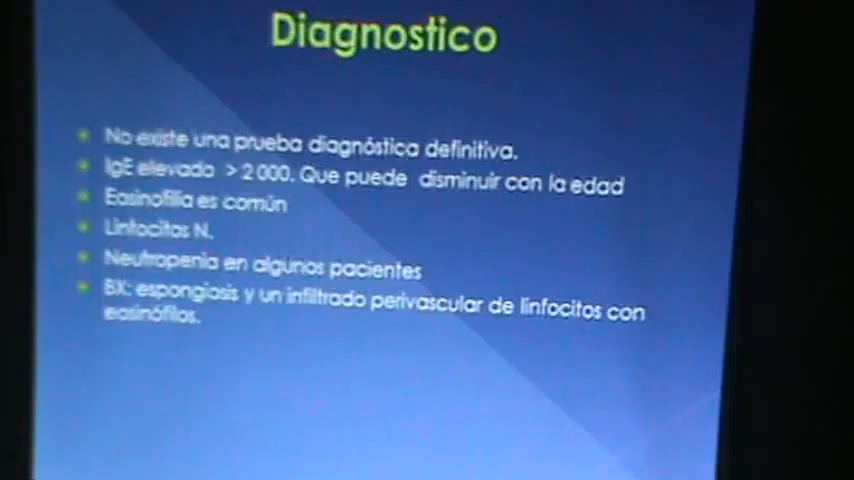 Diagnostico
No existe una prueba diagnóstica definitiva.
IgE elevado > 2 000. Que puede disminuir con la edad
Eosinofilia es común
Linfocitos N.
Neutropenia en algunos pacientes
BX: espongiosis y un infiltrado perivascular de linfocitos con
eosinófilos.